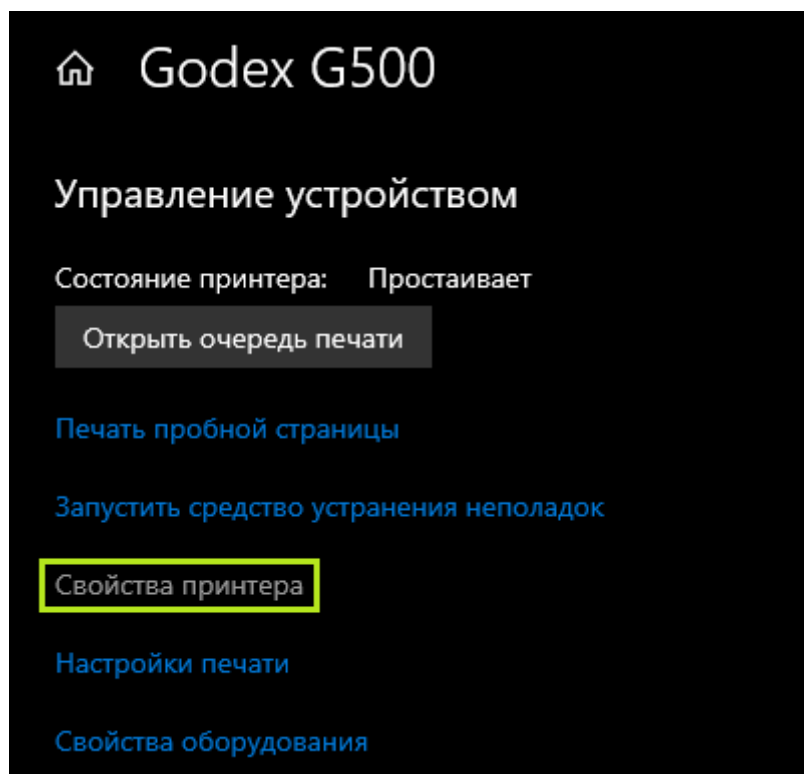 Godex G500
Управление устройством
Состояние принтера: Простаивает
Открыть очередь печати
Печать пробной страницы
Запустить средство устранения неполадок
Свойства принтера
Настройки печати
Свойства оборудования